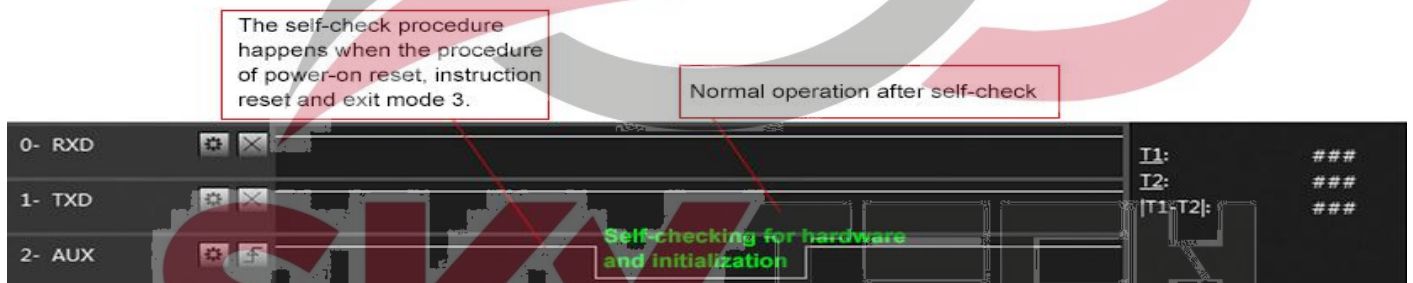 The self-check procedure
happens when the procedure
of power-on reset, instruction
reset and exit mode 3.
Normal operation after self-check
0- RXD
T1: ###
T2: ###
1- TXD
|T1-T2|: ###
Self-checking for hardware
and initialization
2- AUX